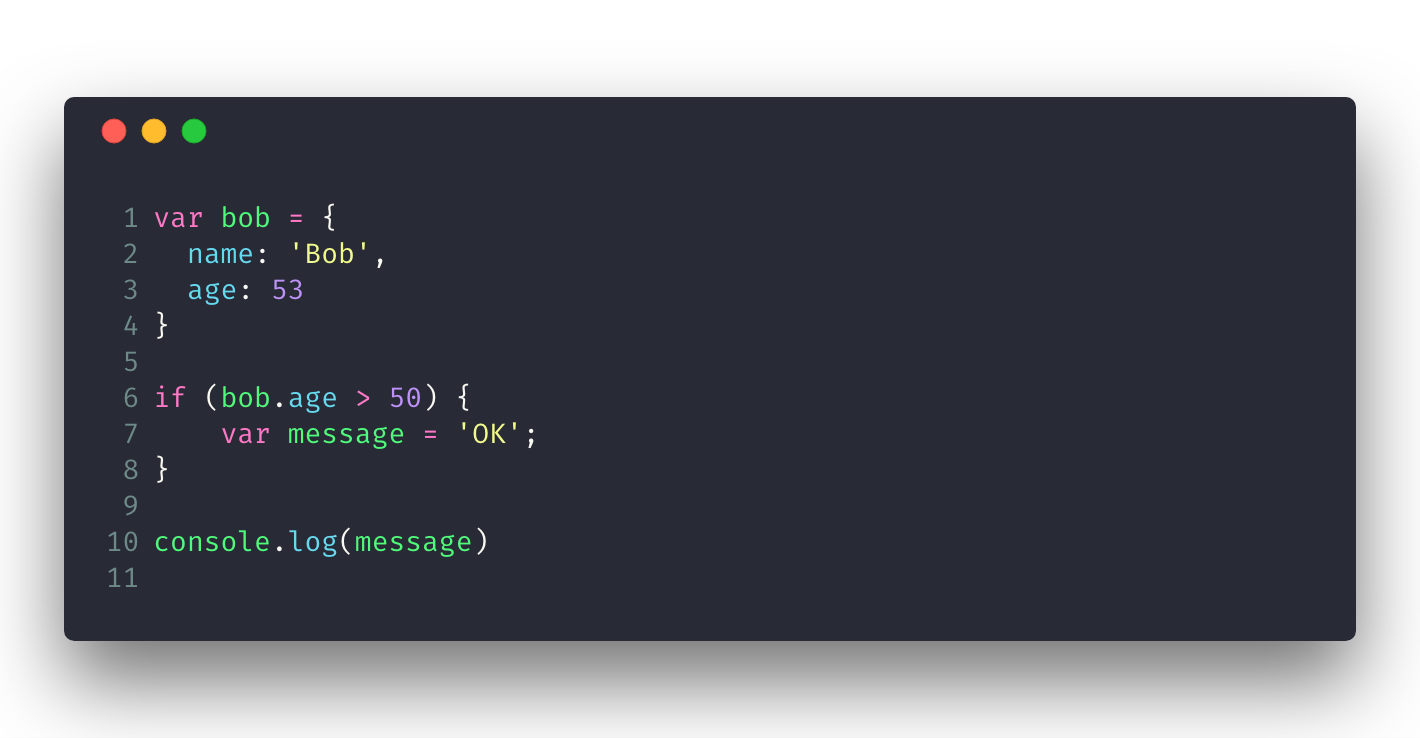 1 var bob = {
2   name: 'Bob',
3   age: 53
4 }
5
6 if (bob.age > 50) {
7     var message = 'OK';
8 }
9
10 console.log(message)
11